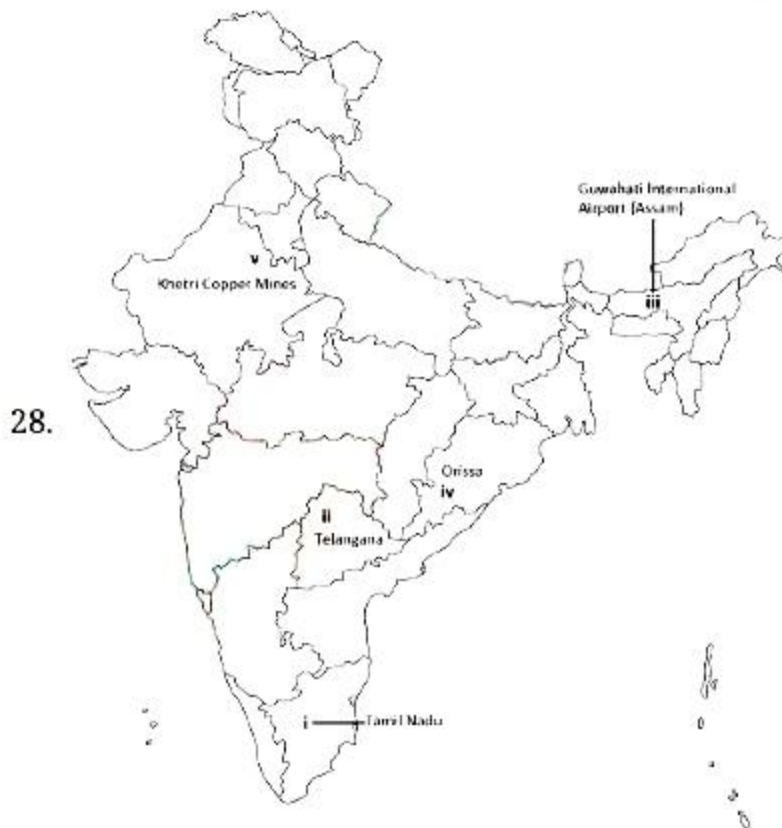 28.
Guwahati International
Airport (Assam)
iii
v
Khetri Copper Mines
Orissa
iv
ii
Telangana
i
Tamil Nadu